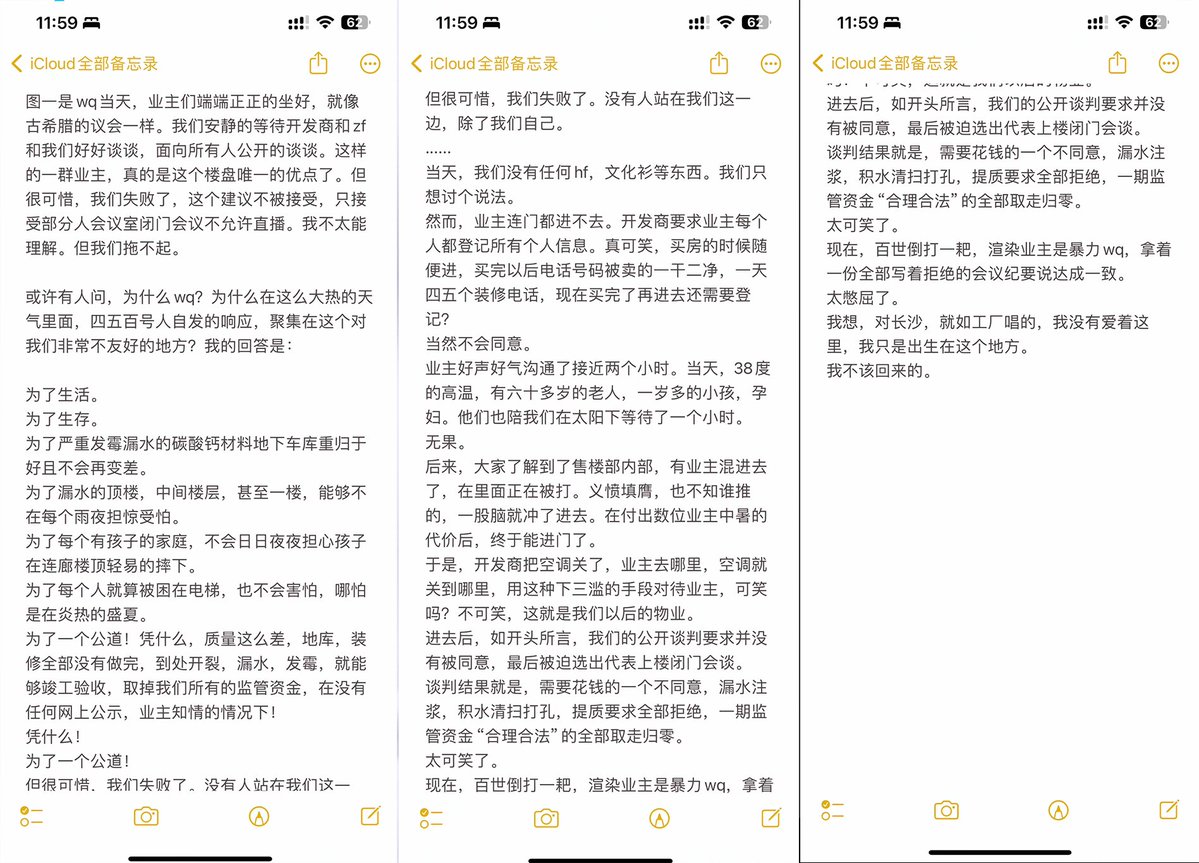 11:59
62
iCloud全部备忘录
图一是wq当天，业主们端端正正的坐好，就像
古希腊的议会一样。我们安静的等待开发商和zf
和我们好好谈谈，面向所有人公开的谈谈。这样
的一群业主，真的是这个楼盘唯一的优点了。但
很可惜，我们失败了，这个建议不被接受，只接
受部分人会议室闭门会议不允许直播。我不太能
理解。但我们拖不起。
或许有人问，为什么wq？为什么在这么大热的天
气里面，四五百号人自发的响应，聚集在这个对
我们非常不友好的地方？我的回答是：
为了生活。
为了生存。
为了严重发霉漏水的碳酸钙材料地下车库重归于
好且不会再变差。
为了漏水的顶楼，中间楼层，甚至一楼，能够不
在每个雨夜担惊受怕。
为了每个有孩子的家庭，不会日日夜夜担心孩子
在连廊楼顶轻易的摔下。
为了每个人就算被困在电梯，也不会害怕，哪怕
是在炎热的盛夏。
为了一个公道！凭什么，质量这么差，地库，装
修全部没有做完，到处开裂，漏水，发霉，就能
够竣工验收，取掉我们所有的监管资金，在没有
任何网上公示，业主知情的情况下！
凭什么！
为了一个公道！
但很可惜，我们失败了。没有人站在我们这一
11:59
62
iCloud全部备忘录
但很可惜，我们失败了。没有人站在我们这一
边，除了我们自己。
......
当天，我们没有任何hf，文化衫等东西。我们只
想讨个说法。
然而，业主连门都进不去。开发商要求业主每个
人都登记所有个人信息。真可笑，买房的时候随
便进，买完以后电话号码被卖的一干二净，一天
四五个装修电话，现在买完了再进去还需要登
记？
当然不会同意。
业主好声好气沟通了接近两个小时。当天，38度
的高温，有六十多岁的老人，一岁多的小孩，孕
妇。他们也陪我们在太阳下等待了一个小时。
无果。
后来，大家了解到了售楼部内部，有业主混进去
了，在里面正在被打。义愤填膺，也不知谁推
的，一股脑就冲了进去。在付出数位业主中暑的
代价后，终于能进门了。
于是，开发商把空调关了，业主去哪里，空调就
关到哪里，用这种下三滥的手段对待业主，可笑
吗？不可笑，这就是我们以后的物业。
进去后，如开头所言，我们的公开谈判要求并没
有被同意，最后被迫选出代表上楼闭门会谈。
谈判结果就是，需要花钱的一个不同意，漏水注
浆，积水清扫打孔，提质要求全部拒绝，一期监
管资金“合理合法”的全部取走归零。
太可笑了。
现在，百世倒打一耙，渲染业主是暴力wq，拿着
11:59
62
iCloud全部备忘录
吗？不可笑，这就是我们以后的物业。
进去后，如开头所言，我们的公开谈判要求并没
有被同意，最后被迫选出代表上楼闭门会谈。
谈判结果就是，需要花钱的一个不同意，漏水注
浆，积水清扫打孔，提质要求全部拒绝，一期监
管资金“合理合法”的全部取走归零。
太可笑了。
现在，百世倒打一耙，渲染业主是暴力wq，拿着
一份全部写着拒绝的会议纪要说达成一致。
太憋屈了。
我想，对长沙，就如工厂唱的，我没有爱着这
里，我只是出生在这个地方。
我不该回来的。